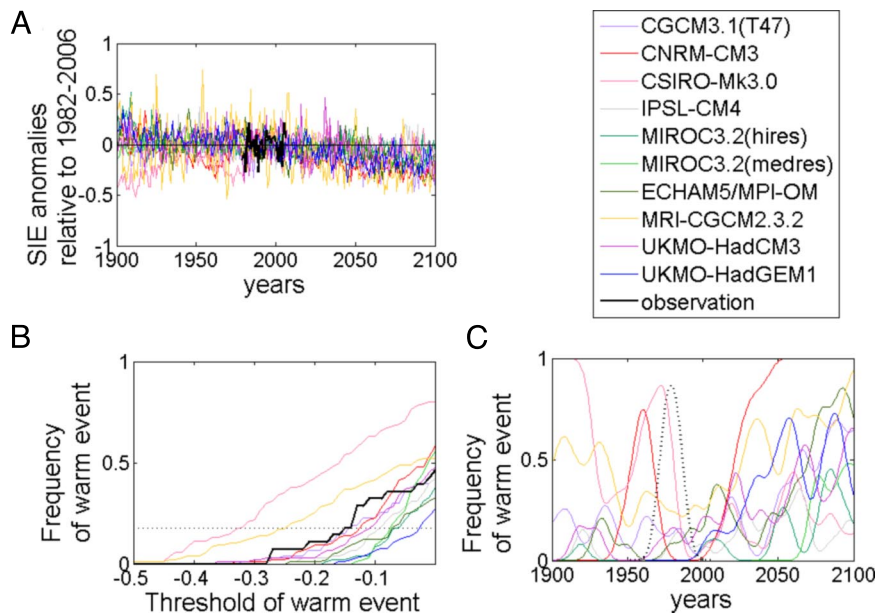 A
SIE anomalies
relative to 1982-2006
1
0.5
0
-0.5
-1
1900
1950
2000
2050
2100
years
CGCM3.1(T47)
CNRM-CM3
CSIRO-Mk3.0
IPSL-CM4
MIROC3.2(hires)
MIROC3.2(medres)
ECHAM5/MPI-OM
MRI-CGCM2.3.2
UKMO-HadCM3
UKMO-HadGEM1
observation
B
Frequency
of warm event
1
0.5
0
-0.5
-0.4
-0.3
-0.2
-0.1
Threshold of warm event
C
Frequency
of warm event
1
0.5
0
1900
1950
2000
2050
2100
years